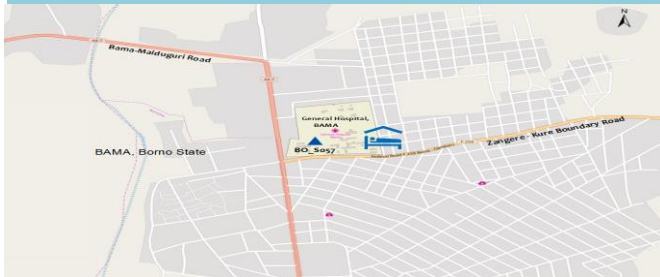 N
Bama-Maiduguri Road
General Hospital,
BAMA
BO_S057
Zangere - Kure Boundary Road
BAMA, Borno State